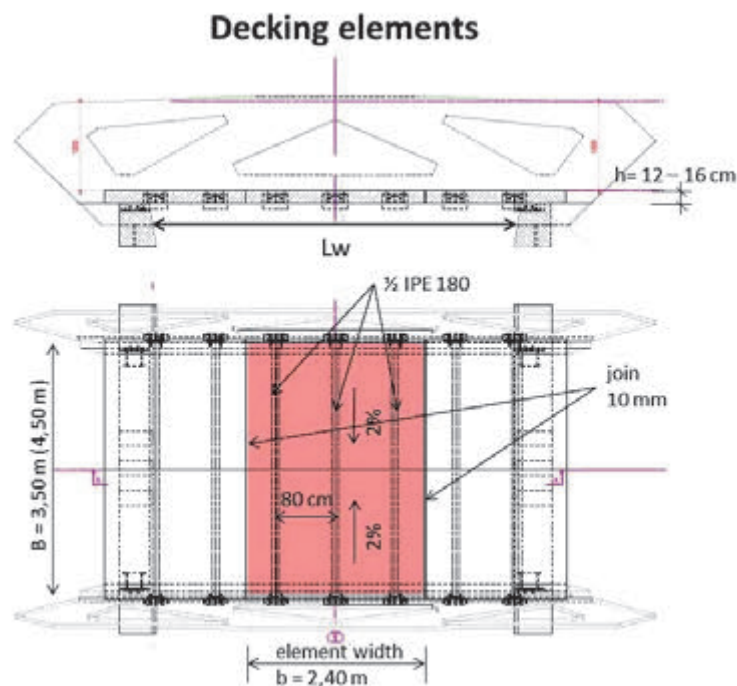 Decking elements
h= 12 – 16 cm
Lw
½ IPE 180
join
10 mm
B = 3,50 m (4,50 m)
2%
80 cm
2%
element width
b = 2,40 m